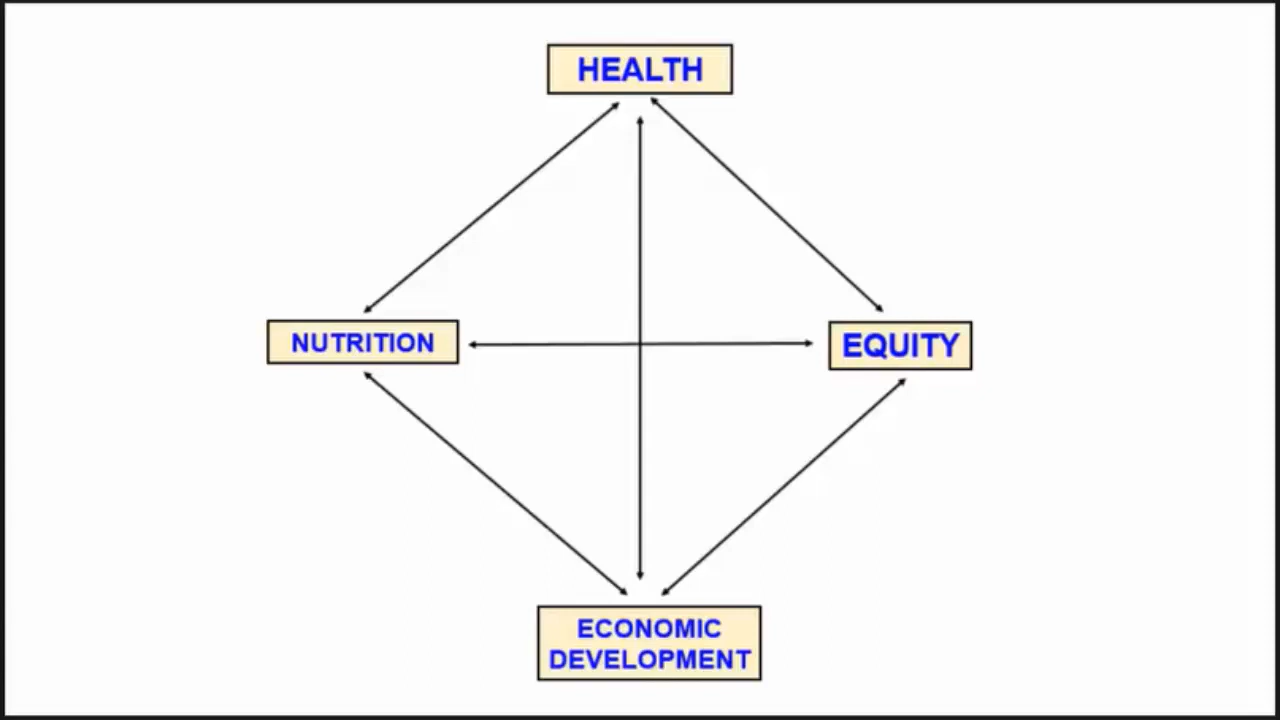 HEALTH
NUTRITION
EQUITY
ECONOMIC
DEVELOPMENT